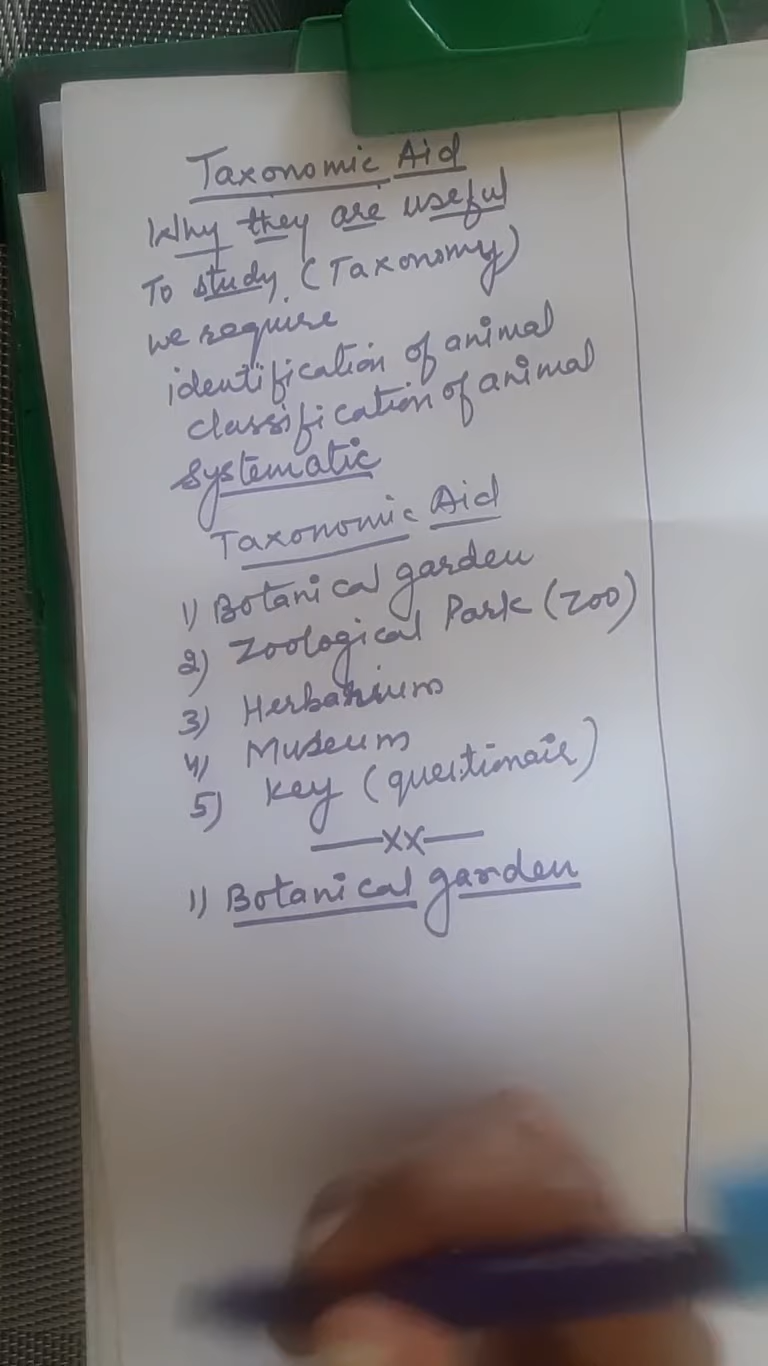 Taxonomic Aid
Why they are useful
To study (Taxonomy)
we require
identification of animal
classification of animal
systematic
Taxonomic Aid
1) Botanical garden
2) Zoological Park (Zoo)
3) Herbarium
4) Museum
5) Key (questionair)
—xx—
1) Botanical garden